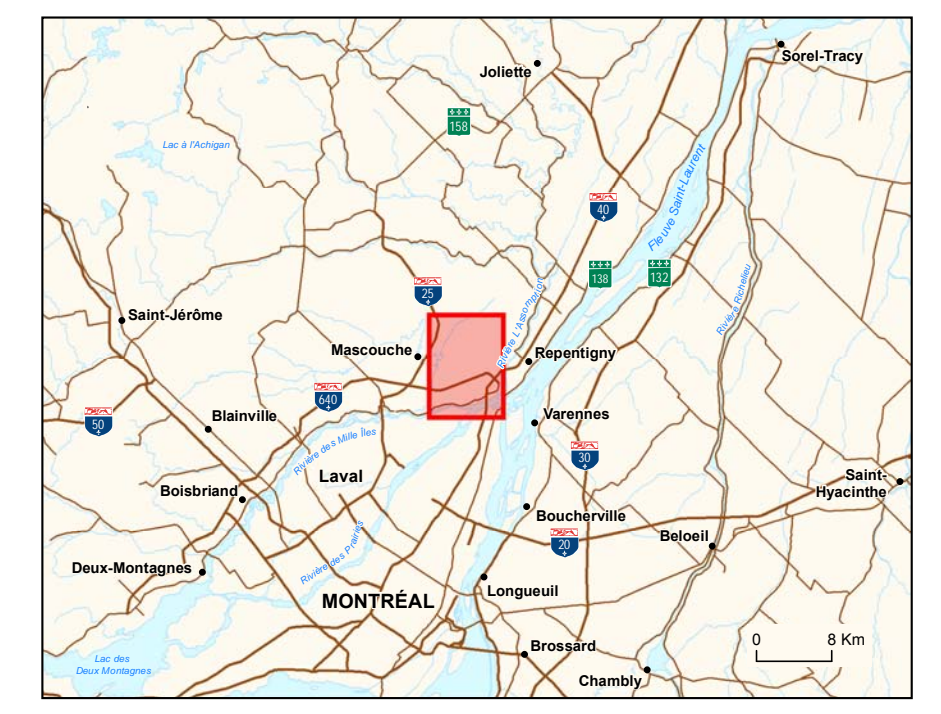 Sorel-Tracy
Joliette
158
Lac à l'Achigan
40
Fleuve Saint-Laurent
138
132
25
Rivière L'Assomption
Rivière Richelieu
Saint-Jérôme
Mascouche
Repentigny
640
50
Blainville
Varennes
Rivière des Mille Îles
30
Laval
Saint-
Hyacinthe
Boisbriand
Boucherville
20
Beloeil
Rivière des Prairies
Deux-Montagnes
Longueuil
MONTRÉAL
Brossard
0 8 Km
Lac des
Deux Montagnes
Chambly